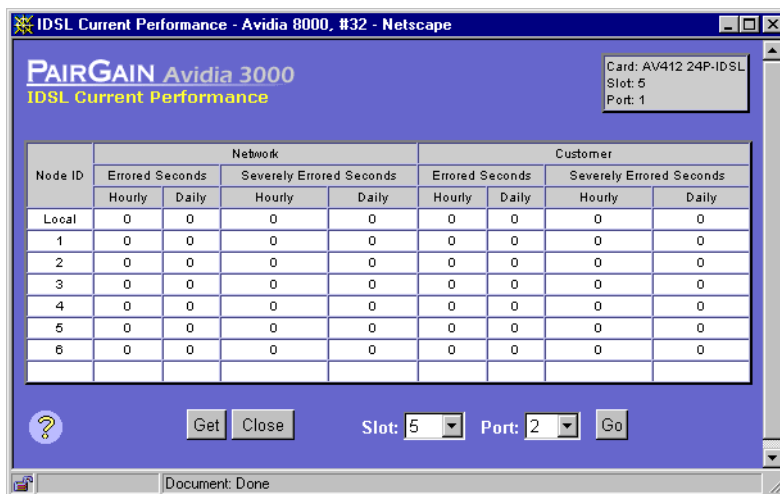 IDSL Current Performance - Avidia 8000, #32 - Netscape
PAIRGAIN Avidia 3000
IDSL Current Performance
Card: AV412 24P-IDSL
Slot: 5
Port: 1
Node ID Network Customer
Errored Seconds Severely Errored Seconds Errored Seconds Severely Errored Seconds
Hourly Daily Hourly Daily Hourly Daily Hourly Daily
Local 0 0 0 0 0 0 0 0
1 0 0 0 0 0 0 0 0
2 0 0 0 0 0 0 0 0
3 0 0 0 0 0 0 0 0
4 0 0 0 0 0 0 0 0
5 0 0 0 0 0 0 0 0
6 0 0 0 0 0 0 0 0
? Get Close Slot: 5 Port: 2 Go
Document: Done